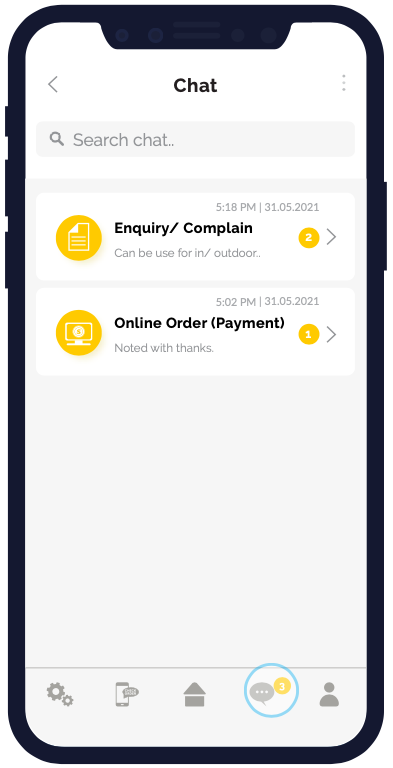 Chat
Search chat..
5:18 PM | 31.05.2021
Enquiry/ Complain
2
Can be use for in/ outdoor..
5:02 PM | 31.05.2021
Online Order (Payment)
1
Noted with thanks.
3